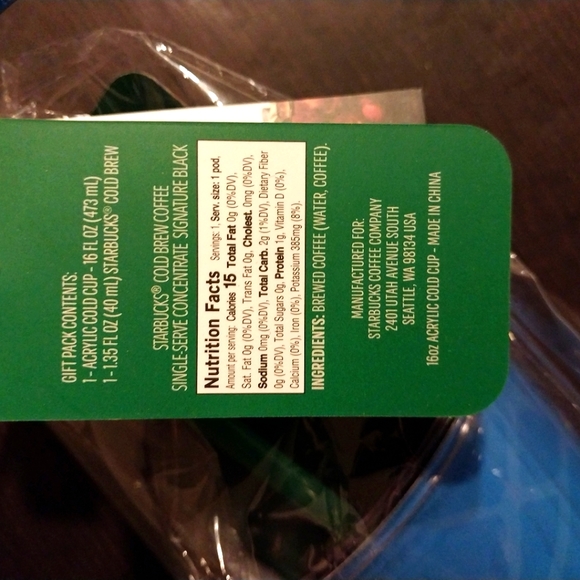 GIFT PACK CONTENTS:
1 - ACRYLIC COLD CUP - 16 FL OZ (473 mL)
1 - 1.35 FL OZ (40 mL) STARBUCKS® COLD BREW
STARBUCKS® COLD BREW COFFEE
SINGLE-SERVE CONCENTRATE SIGNATURE BLACK
Nutrition Facts Servings: 1, Serv. size: 1 pod,
Amount per serving: Calories 15 Total Fat 0g (0%DV),
Sat. Fat 0g (0%DV), Trans Fat 0g, Cholest. 0mg (0%DV),
Sodium 0mg (0%DV), Total Carb. 2g (1%DV), Dietary Fiber
0g (0%DV), Total Sugars 0g, Protein 1g, Vitamin D (0%),
Calcium (0%), Iron (0%), Potassium 385mg (8%).
INGREDIENTS: BREWED COFFEE (WATER, COFFEE).
MANUFACTURED FOR:
STARBUCKS COFFEE COMPANY
2401 UTAH AVENUE SOUTH
SEATTLE, WA 98134 USA
16oz ACRYLIC COLD CUP - MADE IN CHINA